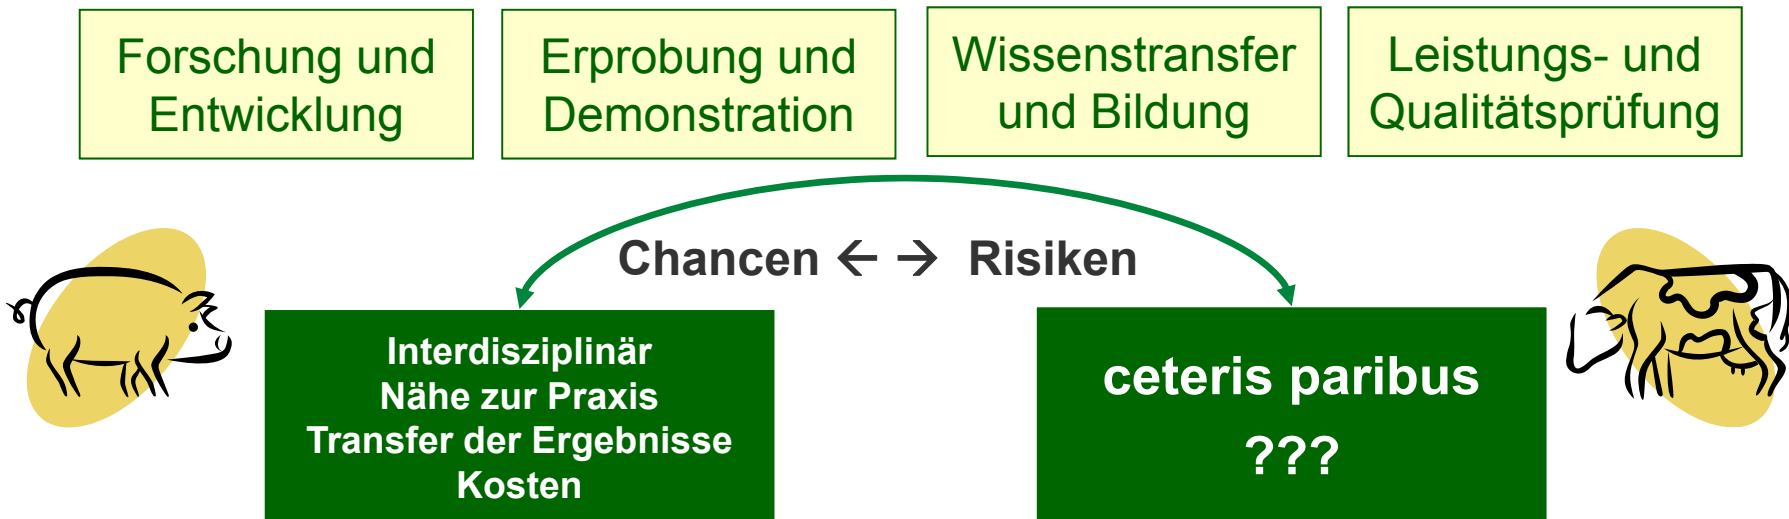 Forschung und
Entwicklung
Erprobung und
Demonstration
Wissenstransfer
und Bildung
Leistungs- und
Qualitätsprüfung
Chancen ← → Risiken
Interdisziplinär
Nähe zur Praxis
Transfer der Ergebnisse
Kosten
ceteris paribus
???